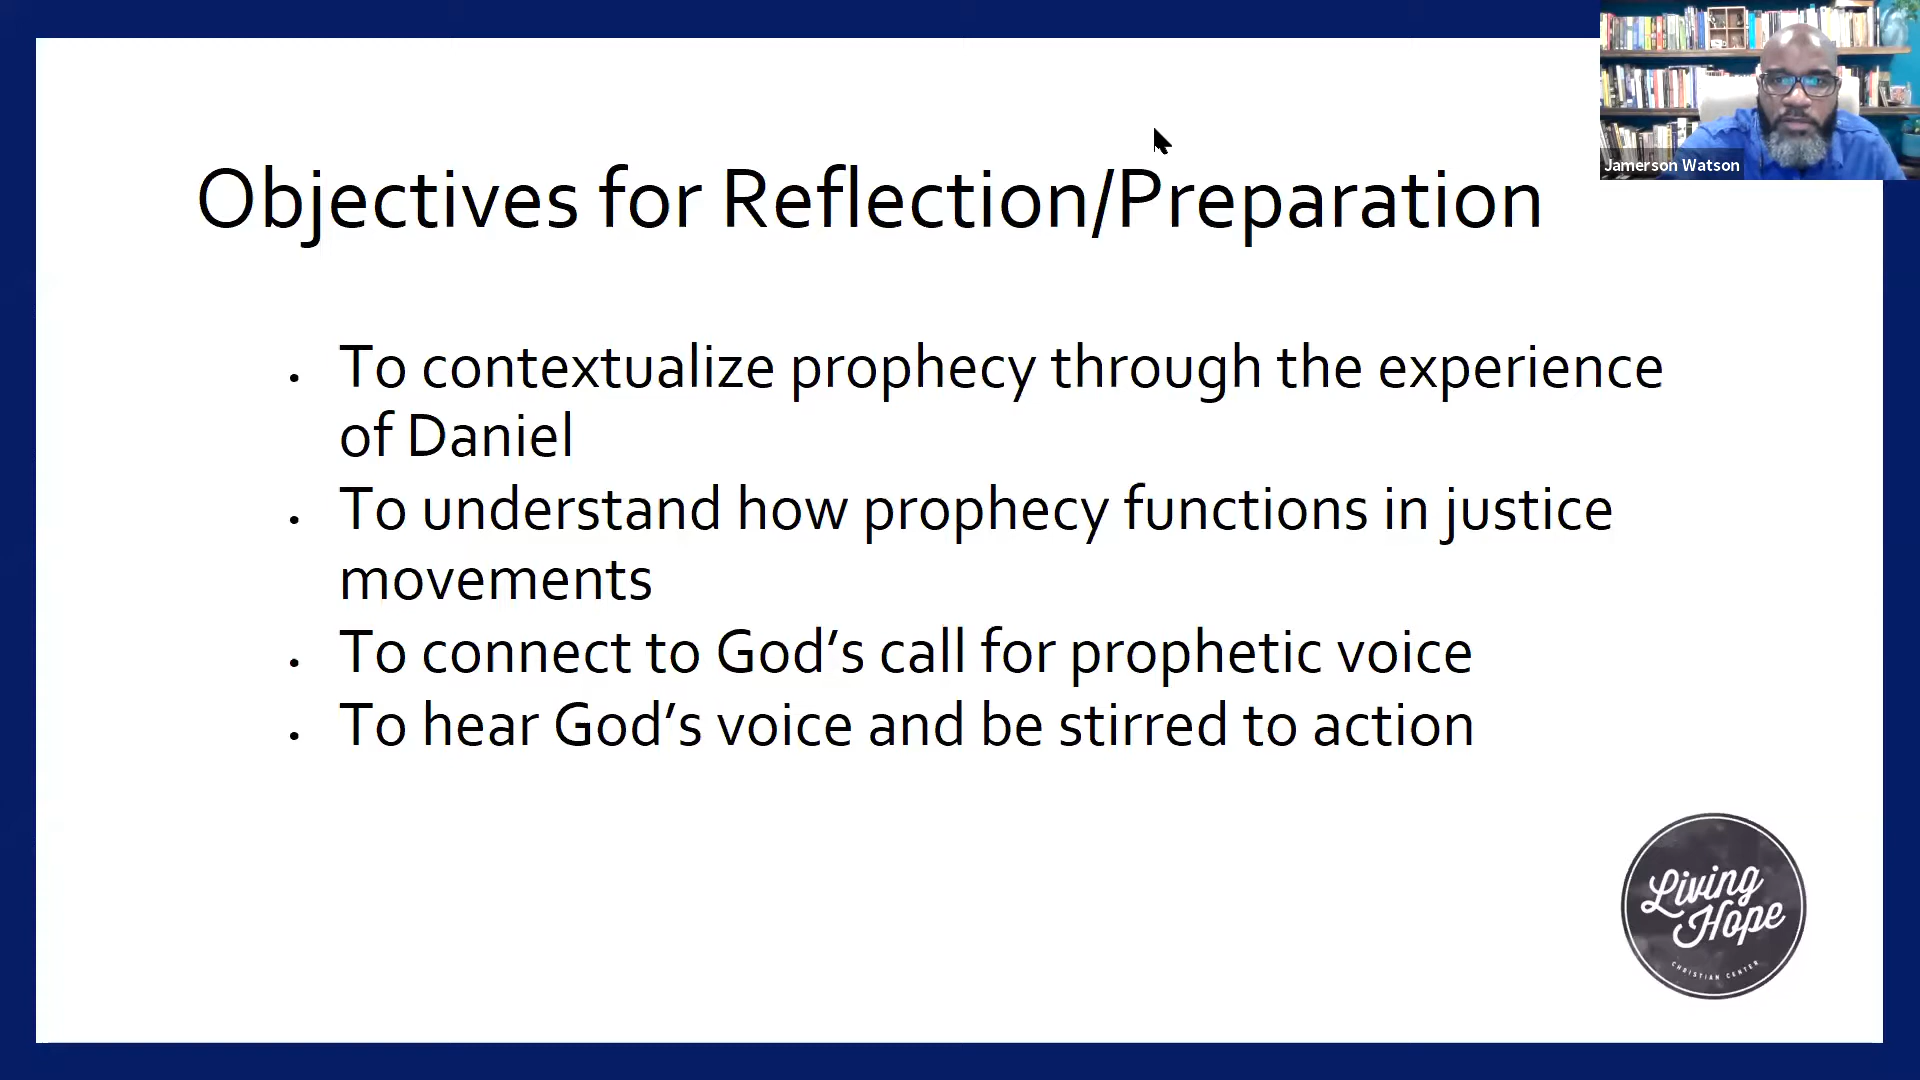 Jamerson Watson
Objectives for Reflection/Preparation
• To contextualize prophecy through the experience
of Daniel
• To understand how prophecy functions in justice
movements
• To connect to God’s call for prophetic voice
• To hear God’s voice and be stirred to action
Living
Hope
CHRISTIAN CENTER